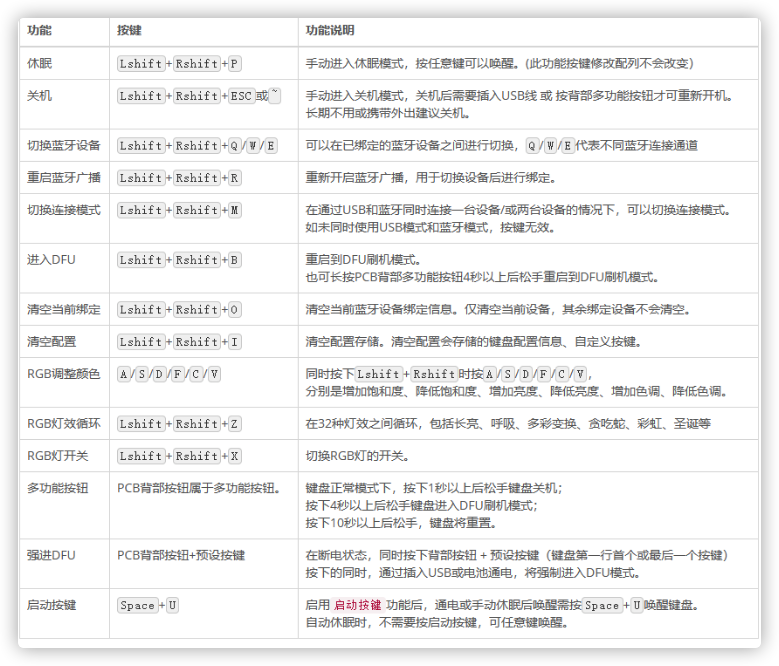 功能 按键 功能说明
休眠 Lshift+Rshift+P 手动进入休眠模式，按任意键可以唤醒。(此功能按键修改配列不会改变)
关机 Lshift+Rshift+ESC或~ 手动进入关机模式，关机后需要插入USB线 或 按背部多功能按钮才可重新开机。
长期不用或携带外出建议关机。
切换蓝牙设备 Lshift+Rshift+Q/W/E 可以在已绑定的蓝牙设备之间进行切换，Q/W/E代表不同蓝牙连接通道
重启蓝牙广播 Lshift+Rshift+R 重新开启蓝牙广播，用于切换设备后进行绑定。
切换连接模式 Lshift+Rshift+M 在通过USB和蓝牙同时连接一台设备/或两台设备的情况下，可以切换连接模式。
如未同时使用USB模式和蓝牙模式，按键无效。
进入DFU Lshift+Rshift+B 重启到DFU刷机模式。
也可长按PCB背部多功能按钮4秒以上后松手重启到DFU刷机模式。
清空当前绑定 Lshift+Rshift+O 清空当前蓝牙设备绑定信息。仅清空当前设备，其余绑定设备不会清空。
清空配置 Lshift+Rshift+I 清空配置存储。清空配置会存储的键盘配置信息、自定义按键。
RGB调整颜色 A/S/D/F/C/V 同时按下Lshift+Rshift时按A/S/D/F/C/V，
分别是增加饱和度、降低饱和度、增加亮度、降低亮度、增加色调、降低色调。
RGB灯效循环 Lshift+Rshift+Z 在32种灯效之间循环，包括长亮、呼吸、多彩变换、贪吃蛇、彩虹、圣诞等
RGB灯开关 Lshift+Rshift+X 切换RGB灯的开关。
多功能按钮 PCB背部按钮属于多功能按钮。 键盘正常模式下，按下1秒以上后松手键盘关机；
按下4秒以上后松手键盘进入DFU刷机模式；
按下10秒以上后松手，键盘将重置。
强进DFU PCB背部按钮+预设按键 在断电状态，同时按下背部按钮 + 预设按键（键盘第一行首个或最后一个按键）
按下的同时，通过插入USB或电池通电，将强制进入DFU模式。
启动按键 Space+U 启用 启动按键 功能后，通电或手动休眠后唤醒需按Space+U唤醒键盘。
自动休眠时，不需要按启动按键，可任意键唤醒。